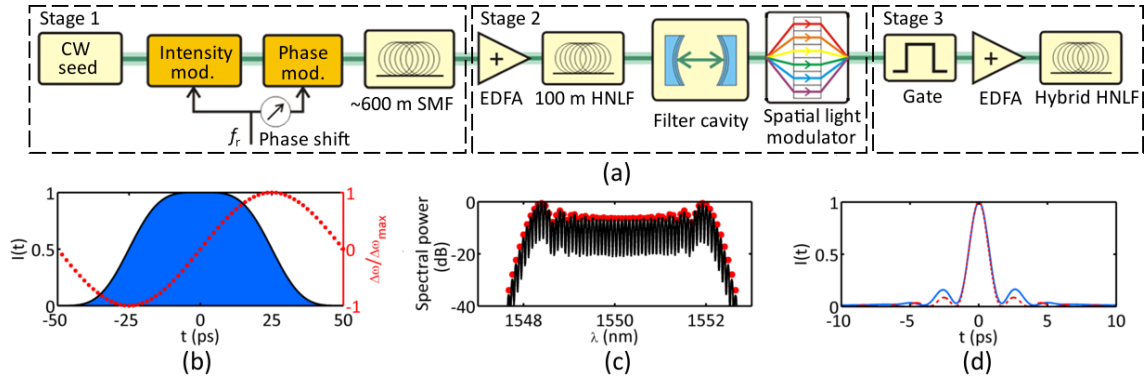 Stage 1
Stage 2
Stage 3
CW
seed
Intensity
mod.
Phase
mod.
~600 m SMF
f_r
Phase shift
EDFA
100 m HNLF
Filter cavity
Spatial light
modulator
Gate
EDFA
Hybrid HNLF
(a)
I(t)
1
0.5
0
-50
-25
0
25
50
t (ps)
1
0
-1
Δω/Δω_max
(b)
Spectral power
(dB)
0
-20
-40
1548
1550
1552
λ (nm)
(c)
I(t)
1
0.5
0
-10
-5
0
5
10
t (ps)
(d)